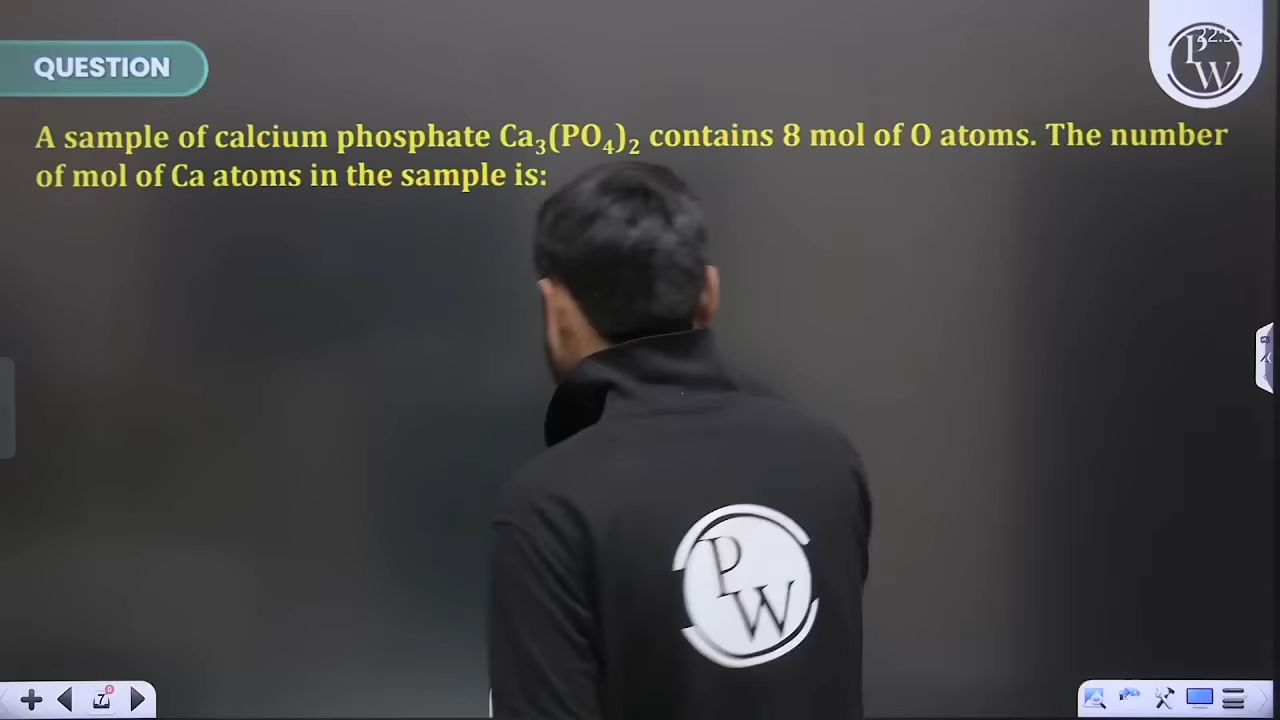 QUESTION
A sample of calcium phosphate Ca₃(PO₄)₂ contains 8 mol of O atoms. The number
of mol of Ca atoms in the sample is:
P
W
P
W
7